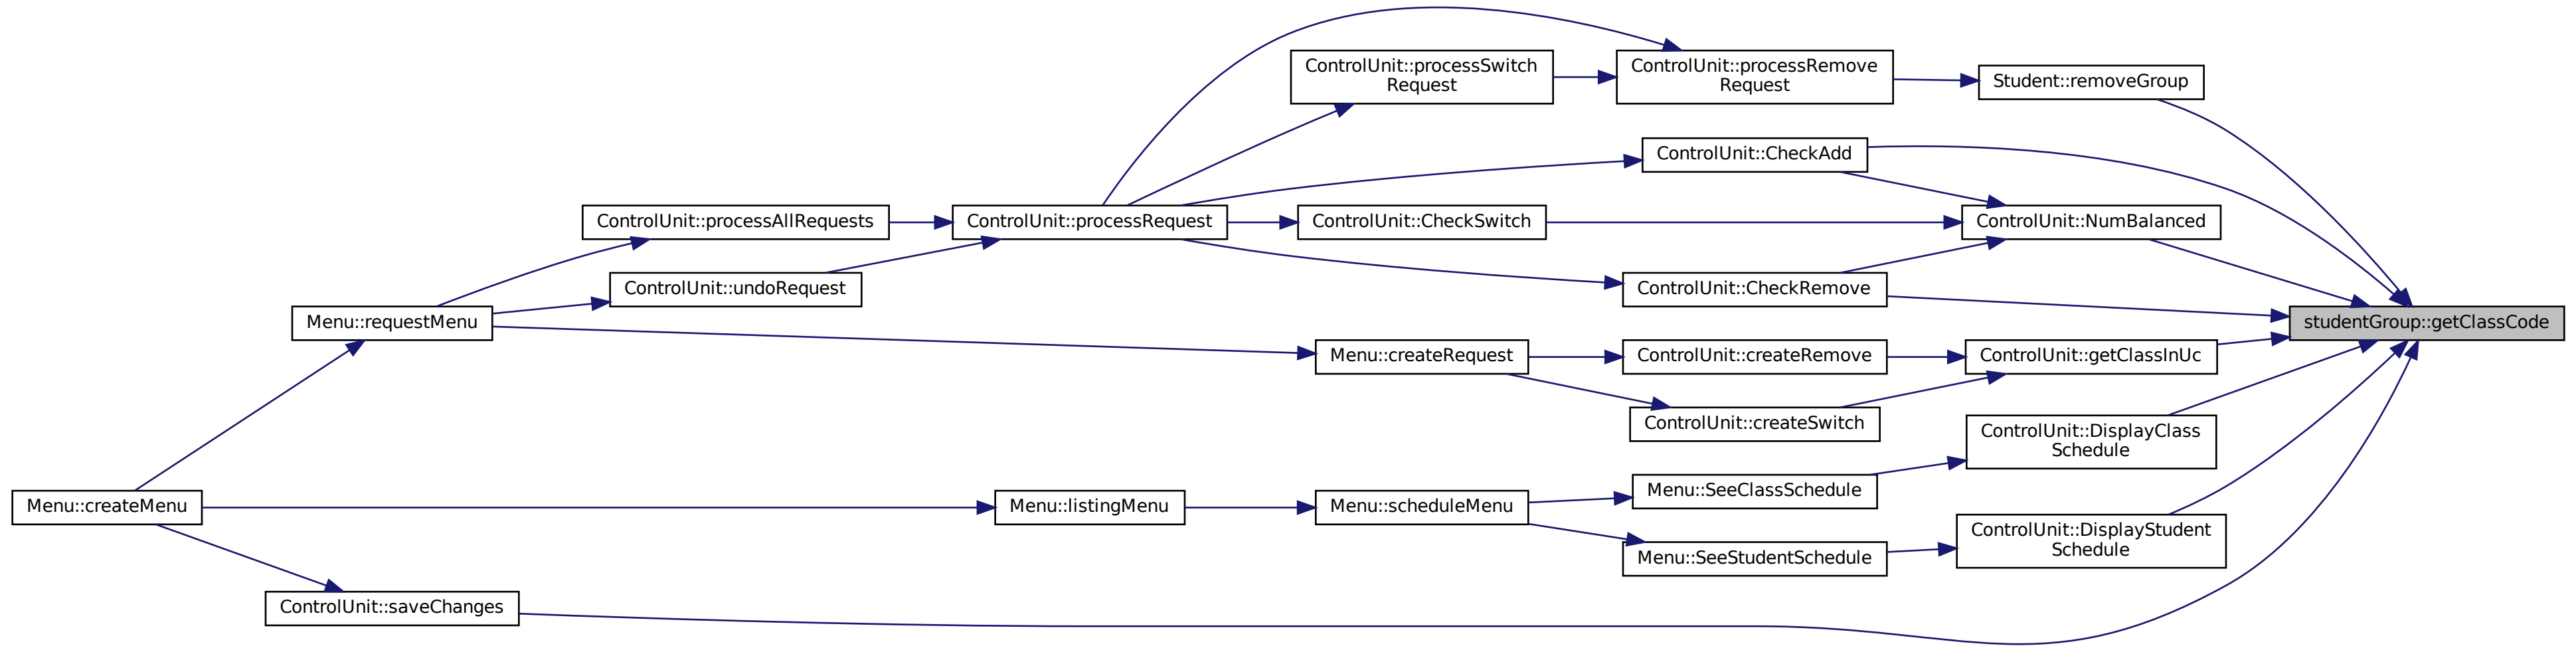 ControlUnit::processSwitch
Request
ControlUnit::processRemove
Request
Student::removeGroup
ControlUnit::CheckAdd
ControlUnit::processAllRequests
ControlUnit::processRequest
ControlUnit::CheckSwitch
ControlUnit::NumBalanced
ControlUnit::undoRequest
ControlUnit::CheckRemove
Menu::requestMenu
studentGroup::getClassCode
Menu::createRequest
ControlUnit::createRemove
ControlUnit::getClassInUc
ControlUnit::createSwitch
ControlUnit::DisplayClass
Schedule
Menu::SeeClassSchedule
Menu::createMenu
Menu::listingMenu
Menu::scheduleMenu
ControlUnit::DisplayStudent
Schedule
Menu::SeeStudentSchedule
ControlUnit::saveChanges